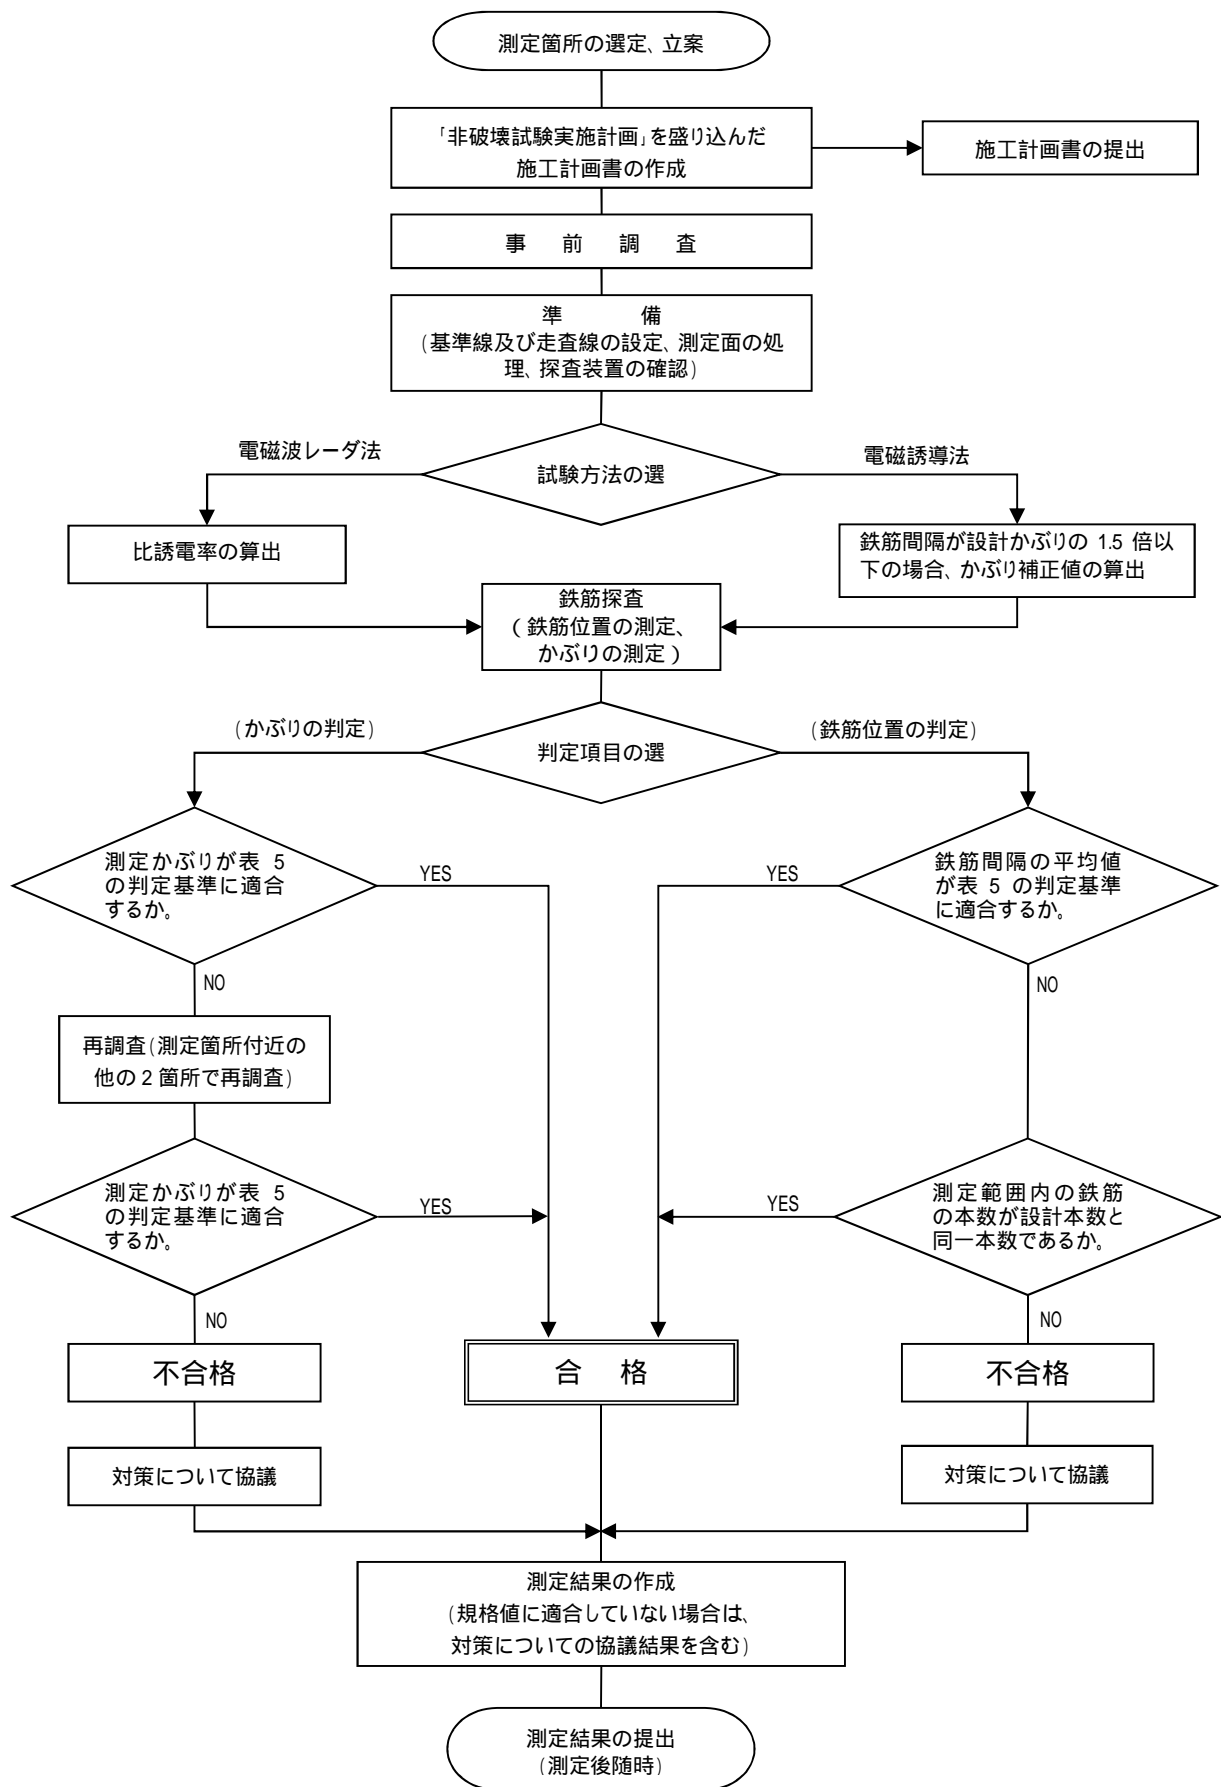 測定箇所の選定、立案
「非破壊試験実施計画」を盛り込んだ
施工計画書の作成
施工計画書の提出
事 前 調 査
準 備
(基準線及び走査線の設定、測定面の処
理、探査装置の確認)
電磁波レーダ法
試験方法の選
電磁誘導法
比誘電率の算出
鉄筋間隔が設計かぶりの 1.5 倍以
下の場合、かぶり補正値の算出
鉄筋探査
(鉄筋位置の測定、
かぶりの測定)
(かぶりの判定)
判定項目の選
(鉄筋位置の判定)
測定かぶりが表 5
の判定基準に適合
するか。
YES
YES
鉄筋間隔の平均値
が表 5 の判定基準
に適合するか。
NO
NO
再調査(測定箇所付近の
他の2箇所で再調査)
測定かぶりが表 5
の判定基準に適合
するか。
YES
YES
測定範囲内の鉄筋
の本数が設計本数と
同一本数であるか。
NO
NO
不合格
合 格
不合格
対策について協議
対策について協議
測定結果の作成
(規格値に適合していない場合は、
対策についての協議結果を含む)
測定結果の提出
(測定後随時)